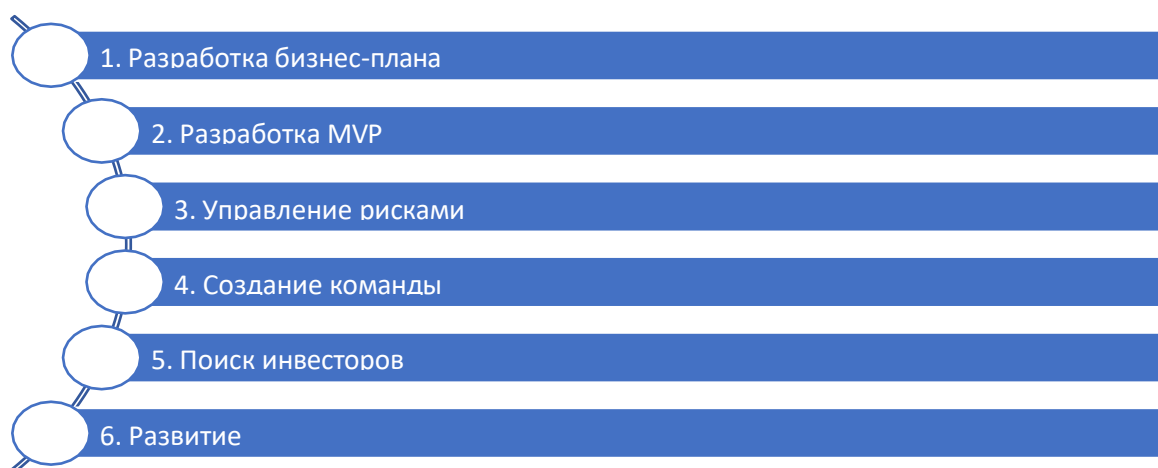 1. Разработка бизнес-плана
2. Разработка MVP
3. Управление рисками
4. Создание команды
5. Поиск инвесторов
6. Развитие